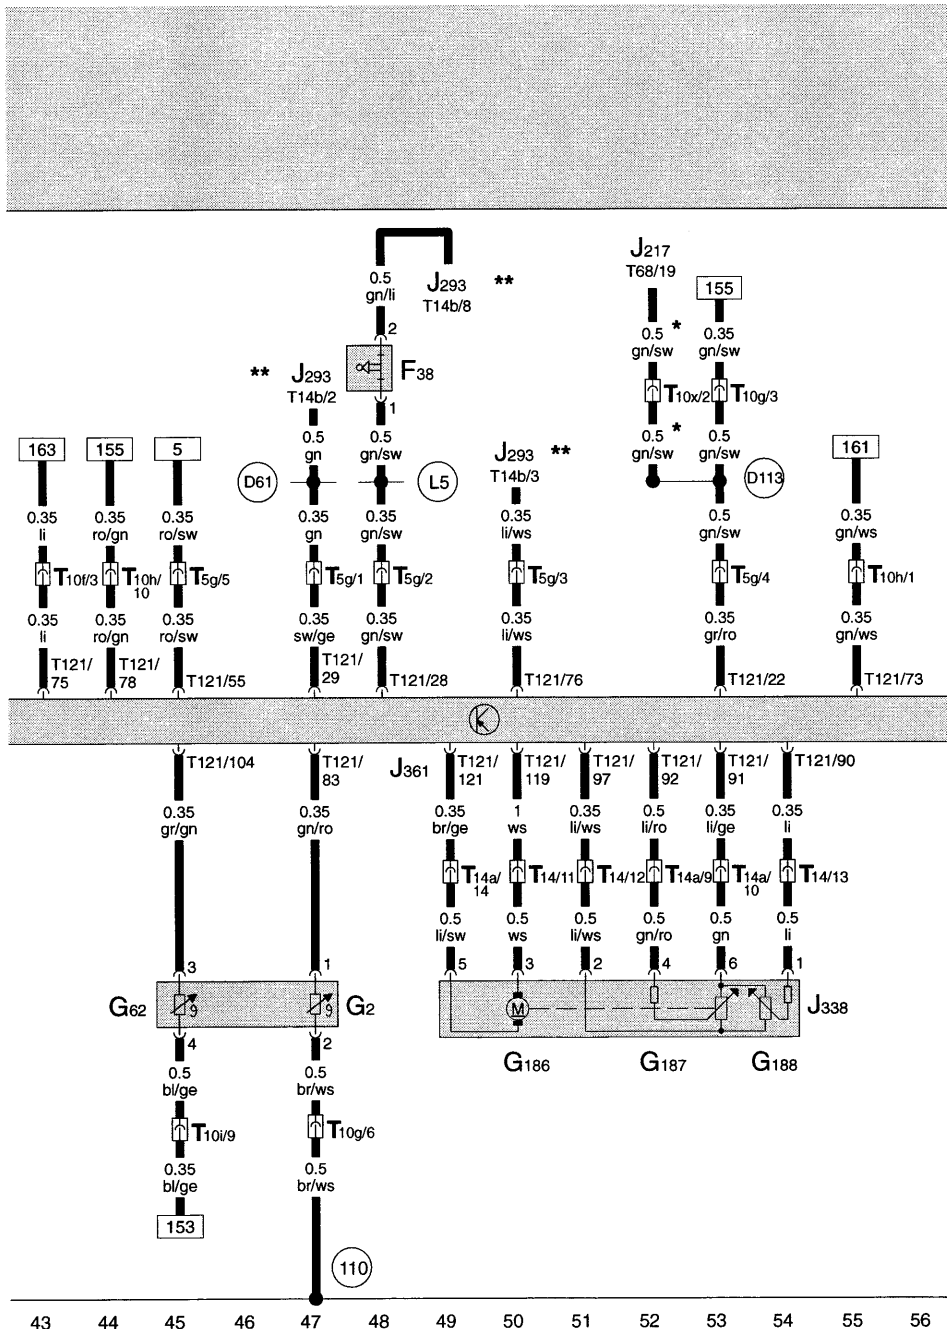 J293
T14b/8
**
0.5
gn/li
2
F38
1
J217
T68/19
155
0.5 *
gn/sw
0.35
gn/sw
T10x/2
T10g/3
0.5 *
gn/sw
0.5
gn/sw
D113
** J293
T14b/2
0.5
gn
0.5
gn/sw
D61
L5
J293 **
T14b/3
163
155
5
161
0.35
li
0.35
ro/gn
0.35
ro/sw
0.35
gn
0.35
gn/sw
0.35
li/ws
0.5
gn/sw
0.35
gn/ws
T10f/3
T10h/
10
T5g/5
T5g/1
T5g/2
T5g/3
T5g/4
T10h/1
0.35
li
0.35
ro/gn
0.35
ro/sw
0.35
sw/ge
0.35
gn/sw
0.35
li/ws
0.35
gr/ro
0.35
gn/ws
T121/
75
T121/
78
T121/55
T121/
29
T121/28
T121/76
T121/22
T121/73
T121/104
T121/
83
J361
T121/
121
T121/
119
T121/
97
T121/
92
T121/
91
T121/90
0.35
gr/gn
0.35
gn/ro
0.35
br/ge
1
ws
0.35
li/ws
0.5
li/ro
0.35
li/ge
0.35
li
T14a/
14
T14/11
T14/12
T14a/9
T14a/
10
T14/13
0.5
li/sw
0.5
ws
0.5
li/ws
0.5
gn/ro
0.5
gn
0.5
li
3
1
5
3
2
4
6
1
G62
G2
M
J338
4
2
G186
G187
G188
0.5
bl/ge
0.5
br/ws
T10i/9
T10g/6
0.35
bl/ge
0.5
br/ws
153
110
43 44 45 46 47 48 49 50 51 52 53 54 55 56